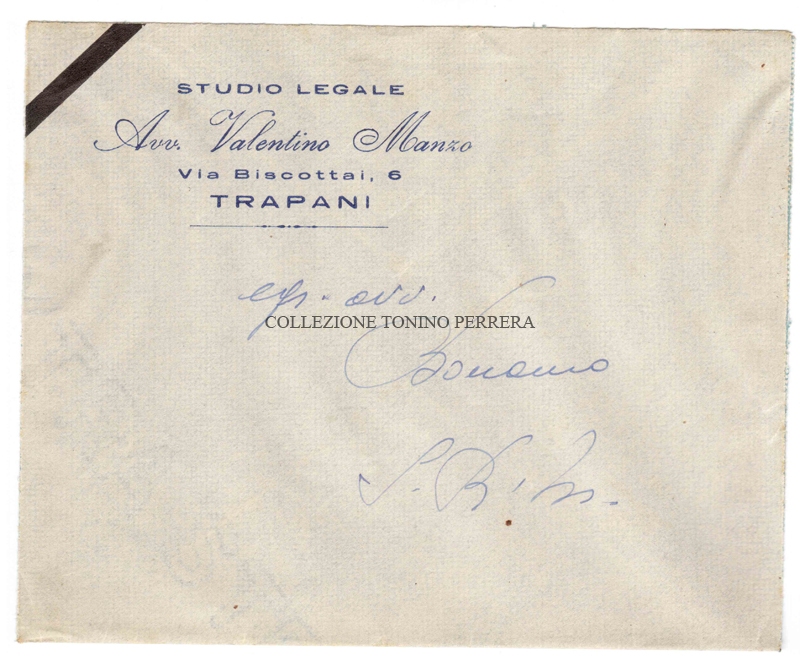 STUDIO LEGALE
Avv. Valentino Manzo
Via Biscottai, 6
TRAPANI
egr. avv.
COLLEZIONE TONINO PERRERA
Bonanno
S. R. M.